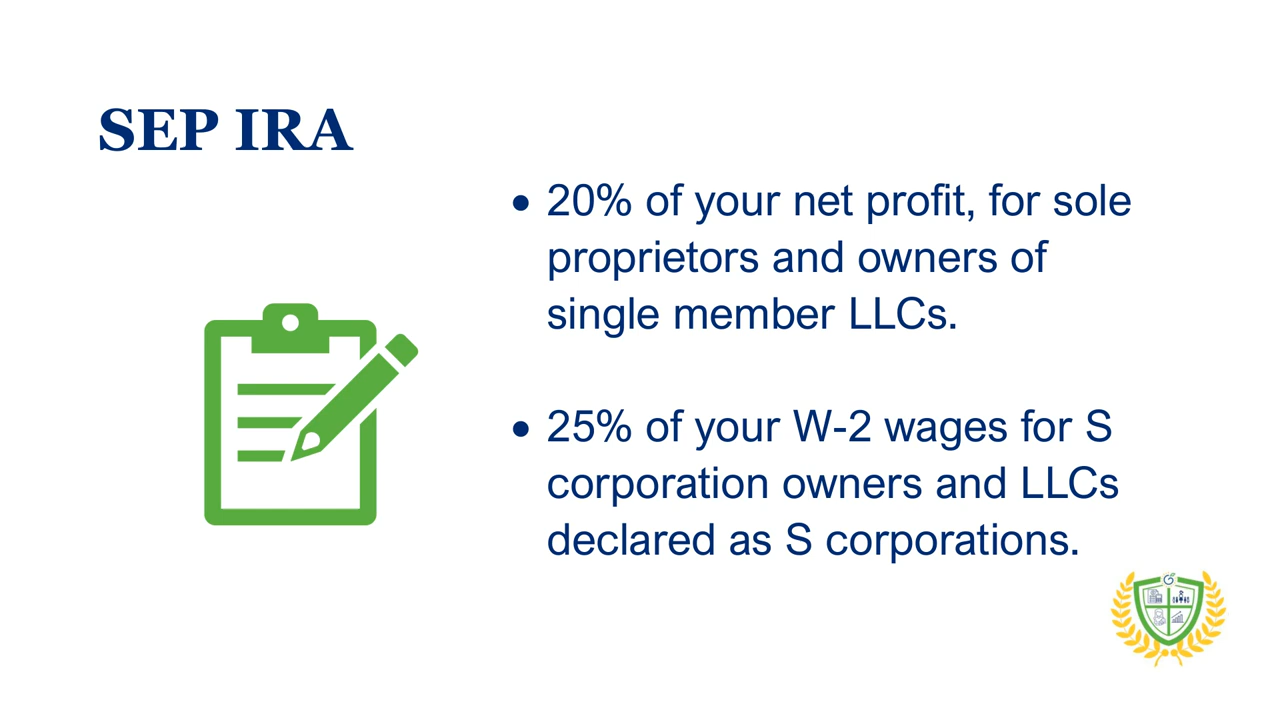 SEP IRA
• 20% of your net profit, for sole
proprietors and owners of
single member LLCs.
• 25% of your W-2 wages for S
corporation owners and LLCs
declared as S corporations.